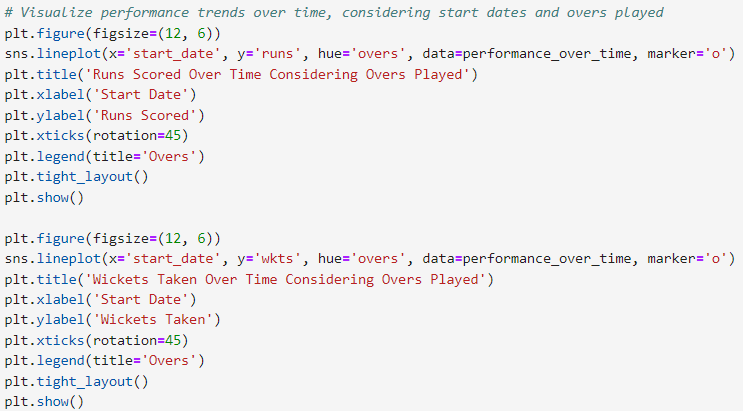 # Visualize performance trends over time, considering start dates and overs played
plt.figure(figsize=(12, 6))
sns.lineplot(x='start_date', y='runs', hue='overs', data=performance_over_time, marker='o')
plt.title('Runs Scored Over Time Considering Overs Played')
plt.xlabel('Start Date')
plt.ylabel('Runs Scored')
plt.xticks(rotation=45)
plt.legend(title='Overs')
plt.tight_layout()
plt.show()

plt.figure(figsize=(12, 6))
sns.lineplot(x='start_date', y='wkts', hue='overs', data=performance_over_time, marker='o')
plt.title('Wickets Taken Over Time Considering Overs Played')
plt.xlabel('Start Date')
plt.ylabel('Wickets Taken')
plt.xticks(rotation=45)
plt.legend(title='Overs')
plt.tight_layout()
plt.show()